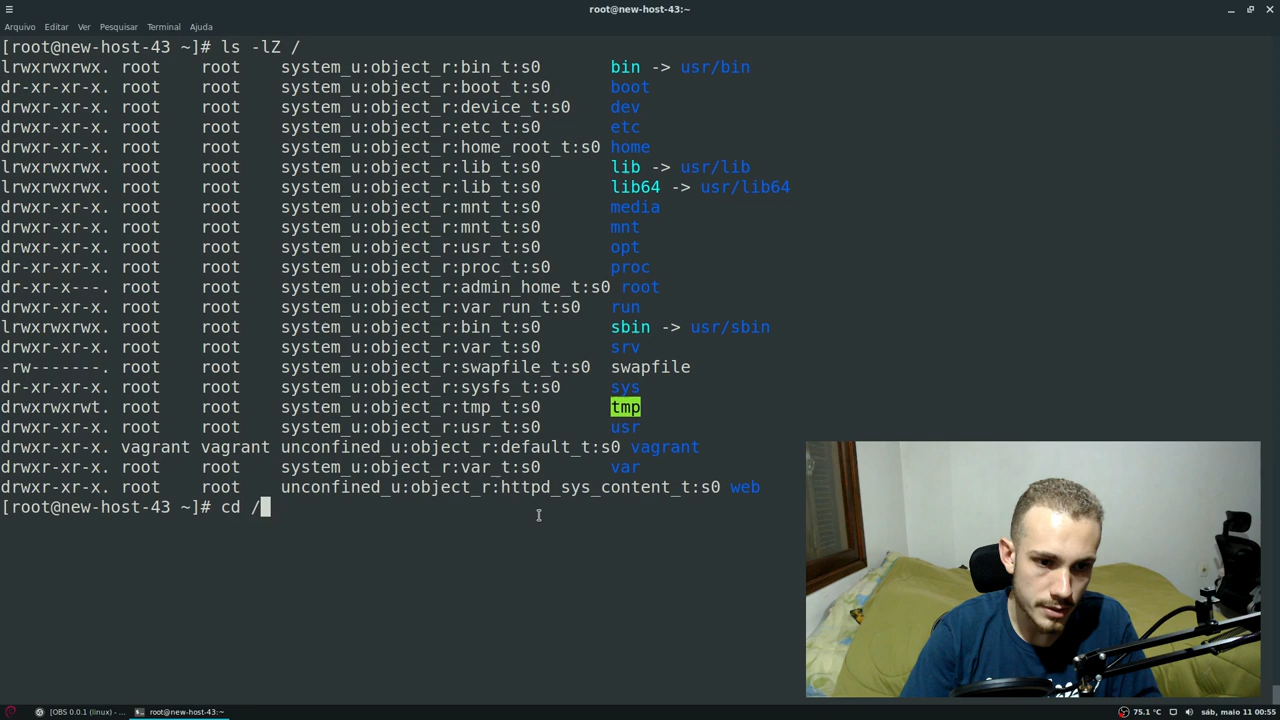 root@new-host-43:~
Arquivo Editar Ver Pesquisar Terminal Ajuda
[root@new-host-43 ~]# ls -lZ /
lrwxrwxrwx. root root system_u:object_r:bin_t:s0 bin -> usr/bin
dr-xr-xr-x. root root system_u:object_r:boot_t:s0 boot
drwxr-xr-x. root root system_u:object_r:device_t:s0 dev
drwxr-xr-x. root root system_u:object_r:etc_t:s0 etc
drwxr-xr-x. root root system_u:object_r:home_root_t:s0 home
lrwxrwxrwx. root root system_u:object_r:lib_t:s0 lib -> usr/lib
lrwxrwxrwx. root root system_u:object_r:lib_t:s0 lib64 -> usr/lib64
drwxr-xr-x. root root system_u:object_r:mnt_t:s0 media
drwxr-xr-x. root root system_u:object_r:mnt_t:s0 mnt
drwxr-xr-x. root root system_u:object_r:usr_t:s0 opt
dr-xr-xr-x. root root system_u:object_r:proc_t:s0 proc
dr-xr-x---. root root system_u:object_r:admin_home_t:s0 root
drwxr-xr-x. root root system_u:object_r:var_run_t:s0 run
lrwxrwxrwx. root root system_u:object_r:bin_t:s0 sbin -> usr/sbin
drwxr-xr-x. root root system_u:object_r:var_t:s0 srv
-rw-------. root root system_u:object_r:swapfile_t:s0 swapfile
dr-xr-xr-x. root root system_u:object_r:sysfs_t:s0 sys
drwxrwxrwt. root root system_u:object_r:tmp_t:s0 tmp
drwxr-xr-x. root root system_u:object_r:usr_t:s0 usr
drwxr-xr-x. vagrant vagrant unconfined_u:object_r:default_t:s0 vagrant
drwxr-xr-x. root root system_u:object_r:var_t:s0 var
drwxr-xr-x. root root unconfined_u:object_r:httpd_sys_content_t:s0 web
[root@new-host-43 ~]# cd /
[OBS 0.0.1 (linux) - ... root@new-host-43:~ 75.1 °C sáb, maio 11 00:55